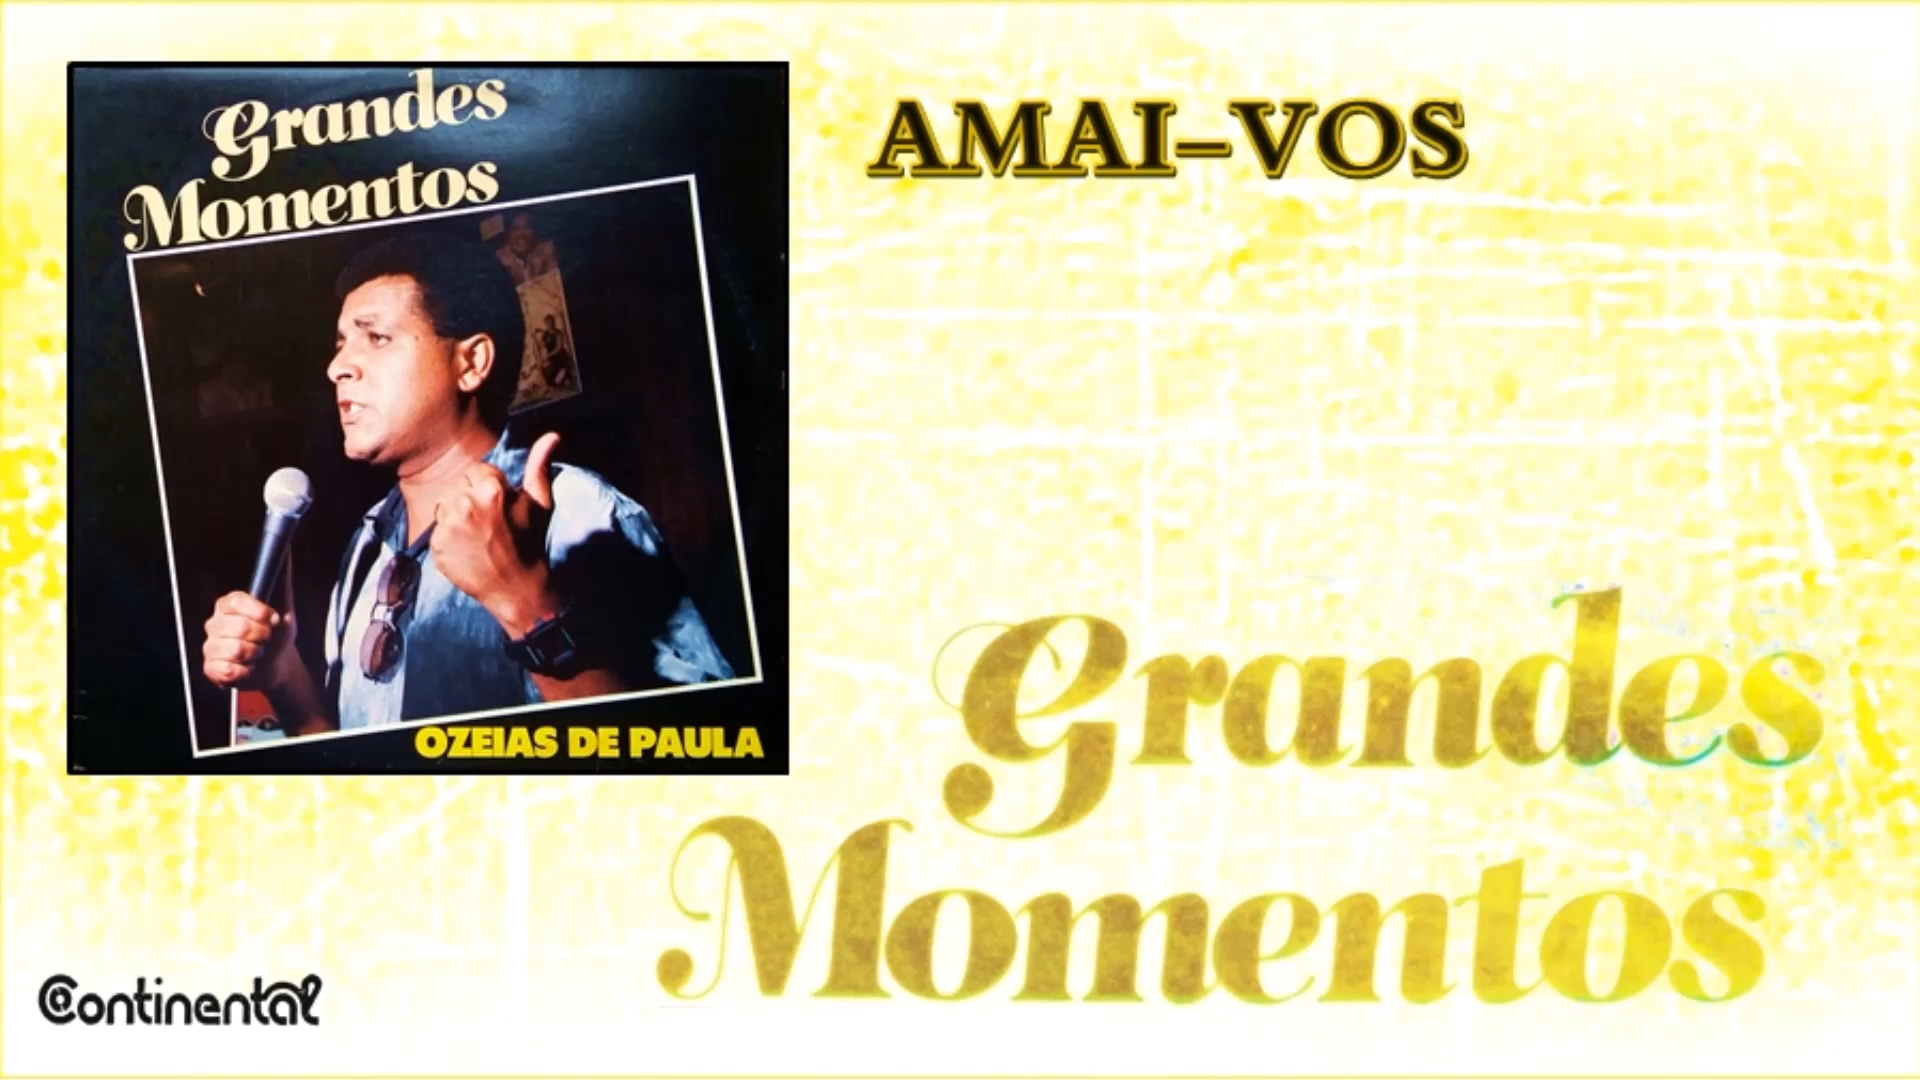 Grandes
Momentos
OZEIAS DE PAULA
AMAI-VOS
Grandes
Momentos
Continental